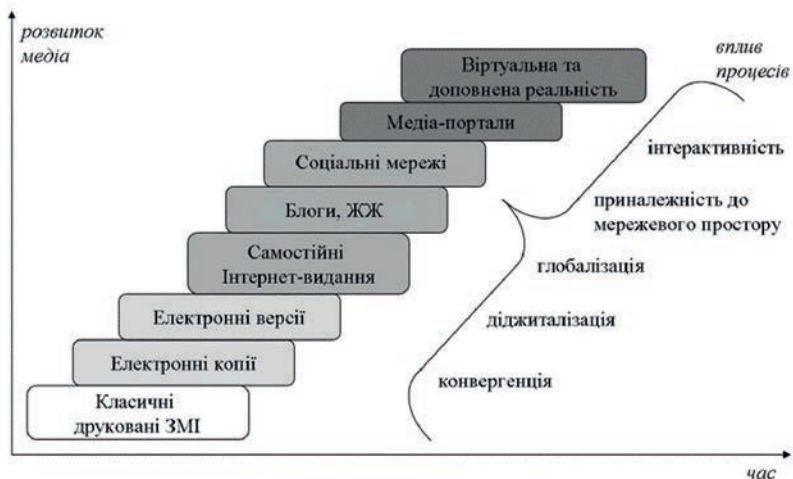 розвиток
медіа
вплив
процесів
Віртуальна та
доповнена реальність
Медіа-портали
Соціальні мережі
Блоги, ЖЖ
Самостійні
Інтернет-видання
Електронні версії
Електронні копії
Класичні
друковані ЗМІ
інтерактивність
приналежність до
мережевого простору
глобалізація
діджиталізація
конвергенція
час